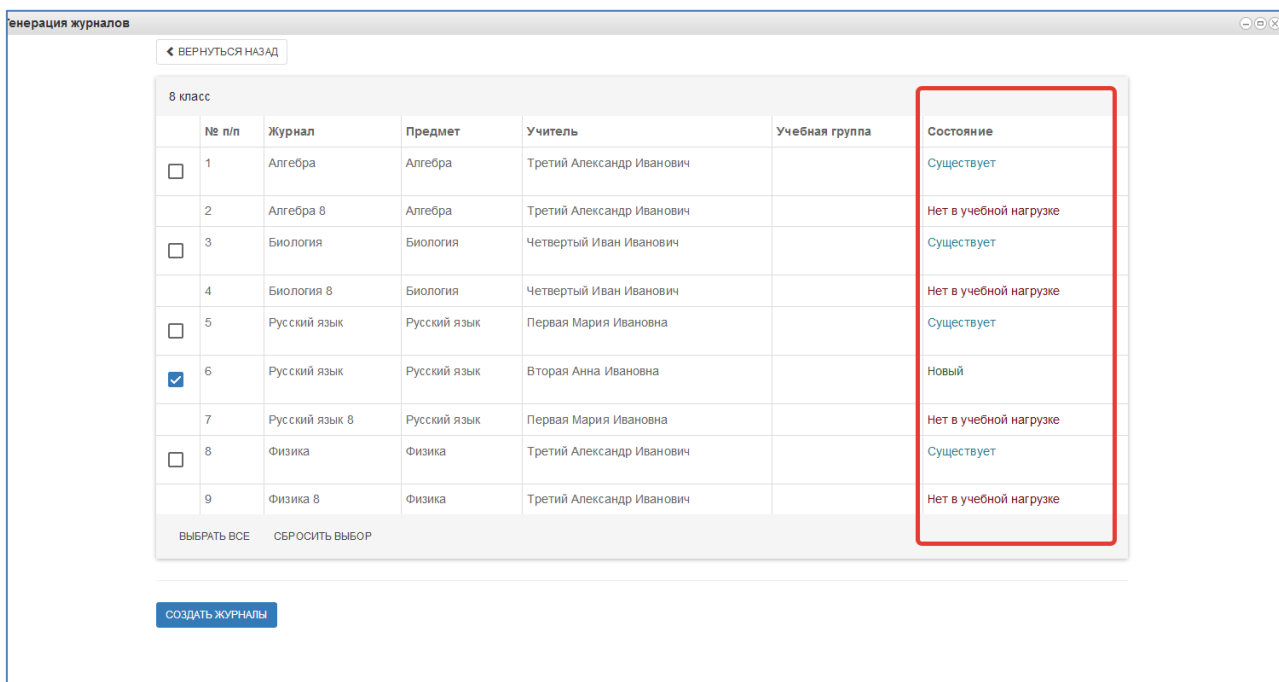 Генерация журналов
ВЕРНУТЬСЯ НАЗАД
8 класс
№ п/п Журнал Предмет Учитель Учебная группа Состояние
1 Алгебра Алгебра Третий Александр Иванович Существует
2 Алгебра 8 Алгебра Третий Александр Иванович Нет в учебной нагрузке
3 Биология Биология Четвертый Иван Иванович Существует
4 Биология 8 Биология Четвертый Иван Иванович Нет в учебной нагрузке
5 Русский язык Русский язык Первая Мария Ивановна Существует
6 Русский язык Русский язык Вторая Анна Ивановна Новый
7 Русский язык 8 Русский язык Первая Мария Ивановна Нет в учебной нагрузке
8 Физика Физика Третий Александр Иванович Существует
9 Физика 8 Физика Третий Александр Иванович Нет в учебной нагрузке
ВЫБРАТЬ ВСЕ СБРОСИТЬ ВЫБОР
СОЗДАТЬ ЖУРНАЛЫ